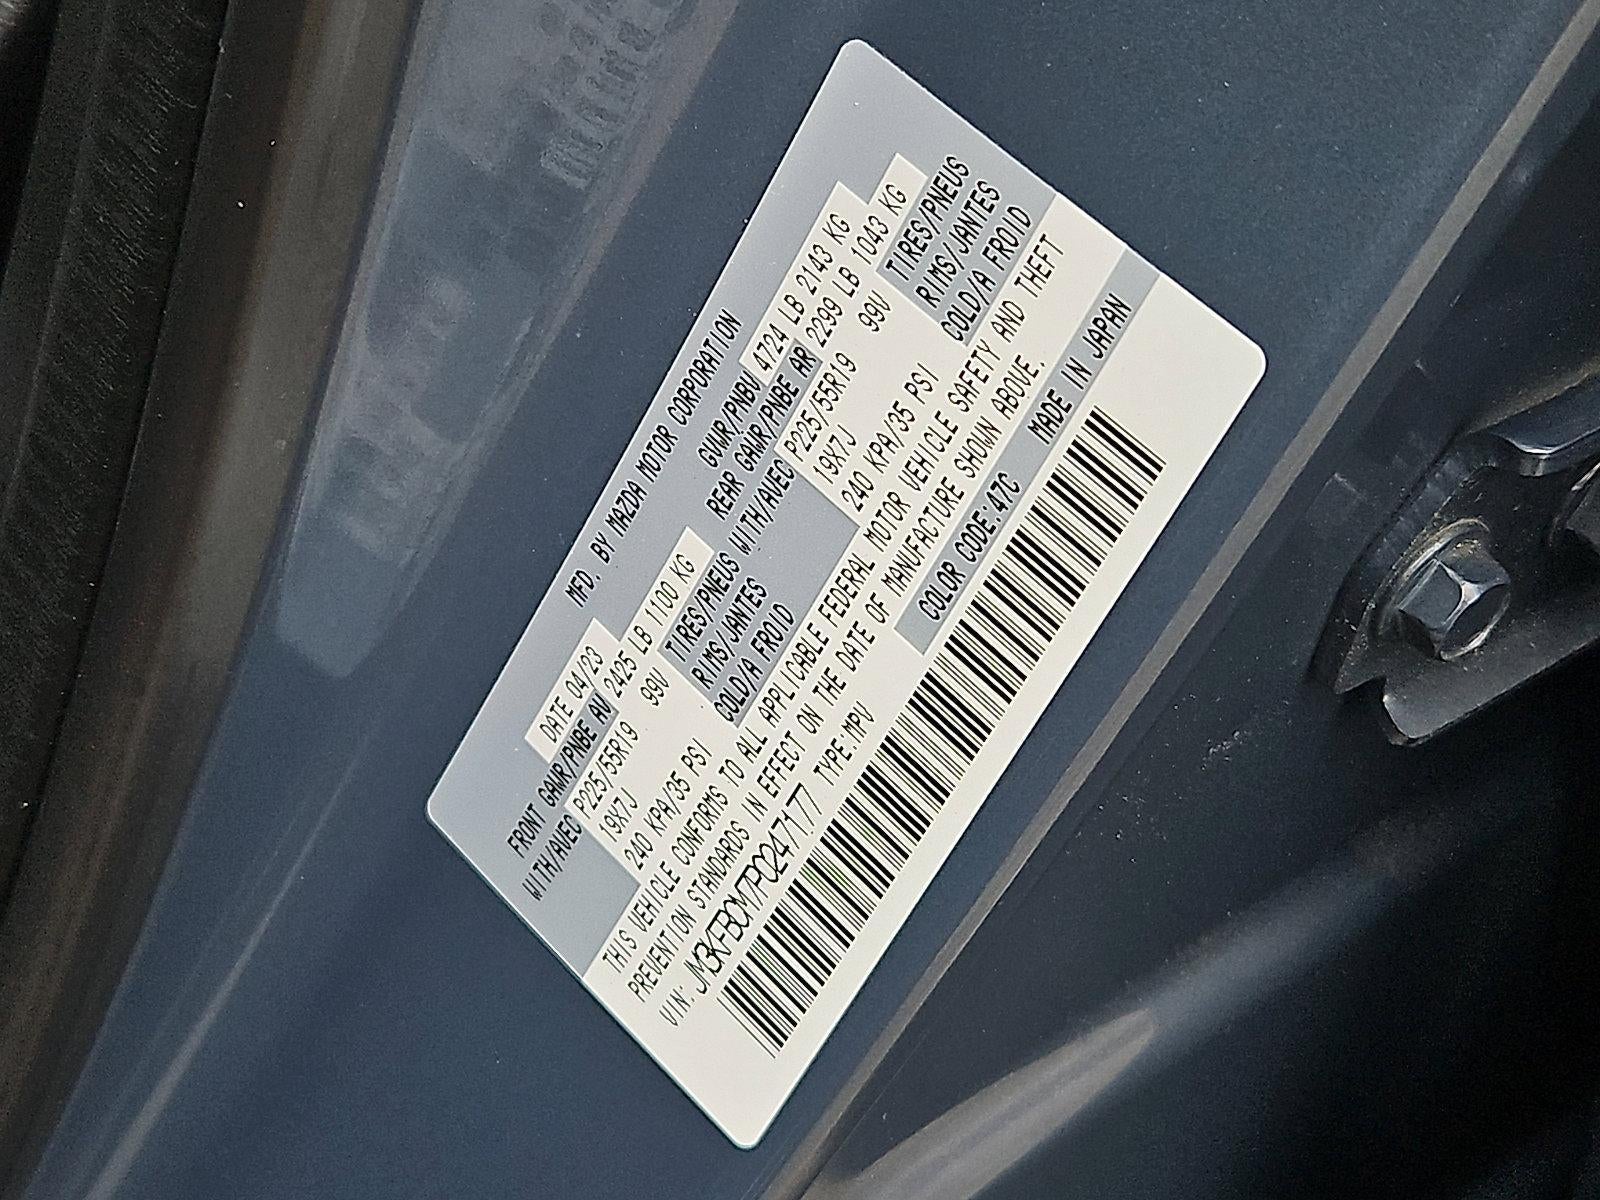 MFD. BY MAZDA MOTOR CORPORATION
DATE 04/23 GVWR/PNBV 4724 LB 2143 KG
FRONT GAWR/PNBE AV 2425 LB 1100 KG REAR GAWR/PNBE AR 2299 LB 1043 KG
WITH/AVEC P225/55R19 99V TIRES/PNEUS WITH/AVEC P225/55R19 99V TIRES/PNEUS
19X7J RIMS/JANTES 19X7J RIMS/JANTES
240 KPA/35 PSI COLD/A FROID 240 KPA/35 PSI COLD/A FROID
THIS VEHICLE CONFORMS TO ALL APPLICABLE FEDERAL MOTOR VEHICLE SAFETY AND THEFT
PREVENTION STANDARDS IN EFFECT ON THE DATE OF MANUFACTURE SHOWN ABOVE.
VIN: JM3KFBCM7P0247177 TYPE:MPV COLOR CODE:47C MADE IN JAPAN